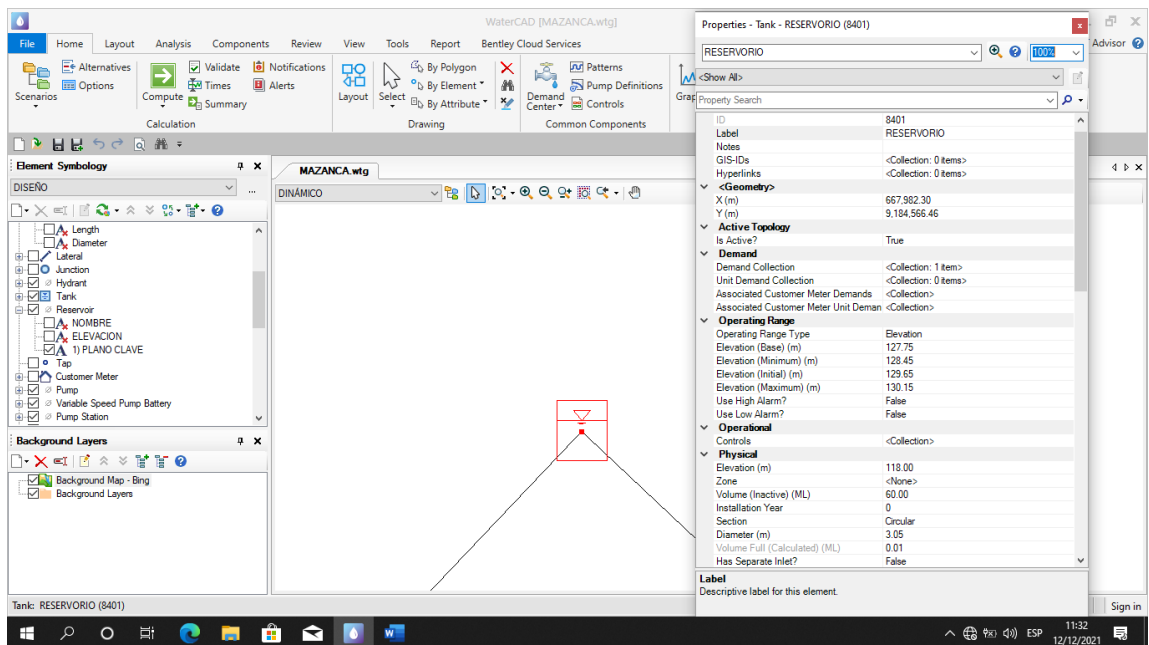 WaterCAD [MAZANCA.wtg]
File Home Layout Analysis Components Review View Tools Report Bentley Cloud Services
Advisor
Scenarios
Alternatives
Options
Compute
Validate
Times
Summary
Notifications
Alerts
Calculation
Layout
Select
By Polygon
By Element
By Attribute
Drawing
Demand Center
Patterns
Pump Definitions
Controls
Common Components
Grap
Element Symbology
DISEÑO
...
Length
Diameter
Lateral
Junction
Hydrant
Tank
Reservoir
NOMBRE
ELEVACION
1) PLANO CLAVE
Tap
Customer Meter
Pump
Variable Speed Pump Battery
Pump Station
Background Layers
Background Map - Bing
Background Layers
MAZANCA.wtg
DINÁMICO
Properties - Tank - RESERVORIO (8401)
x
RESERVORIO
100%
<Show All>
Property Search
ID 8401
Label RESERVORIO
Notes
GIS-IDs <Collection: 0 items>
Hyperlinks <Collection: 0 items>
<Geometry>
X (m) 667,982.30
Y (m) 9,184,566.46
Active Topology
Is Active? True
Demand
Demand Collection <Collection: 1 item>
Unit Demand Collection <Collection: 0 items>
Associated Customer Meter Demands <Collection>
Associated Customer Meter Unit Deman <Collection>
Operating Range
Operating Range Type Elevation
Elevation (Base) (m) 127.75
Elevation (Minimum) (m) 128.45
Elevation (Initial) (m) 129.65
Elevation (Maximum) (m) 130.15
Use High Alarm? False
Use Low Alarm? False
Operational
Controls <Collection>
Physical
Elevation (m) 118.00
Zone <None>
Volume (Inactive) (ML) 60.00
Installation Year 0
Section Circular
Diameter (m) 3.05
Volume Full (Calculated) (ML) 0.01
Has Separate Inlet? False
Label
Descriptive label for this element.
Tank: RESERVORIO (8401)
Sign in
ESP
11:32
12/12/2021